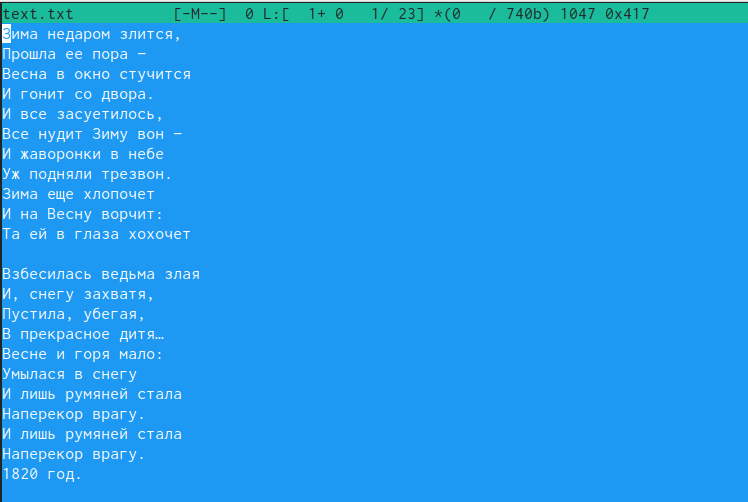 text.txt [-M--] 0 L:[ 1+ 0 1/ 23] *(0 / 740b) 1047 0x417
Зима недаром злится,
Прошла ее пора –
Весна в окно стучится
И гонит со двора.
И все засуетилось,
Все нудит Зиму вон –
И жаворонки в небе
Уж подняли трезвон.
Зима еще хлопочет
И на Весну ворчит:
Та ей в глаза хохочет

Взбесилась ведьма злая
И, снегу захватя,
Пустила, убегая,
В прекрасное дитя…
Весне и горя мало:
Умылася в снегу
И лишь румяней стала
Наперекор врагу.
И лишь румяней стала
Наперекор врагу.
1820 год.